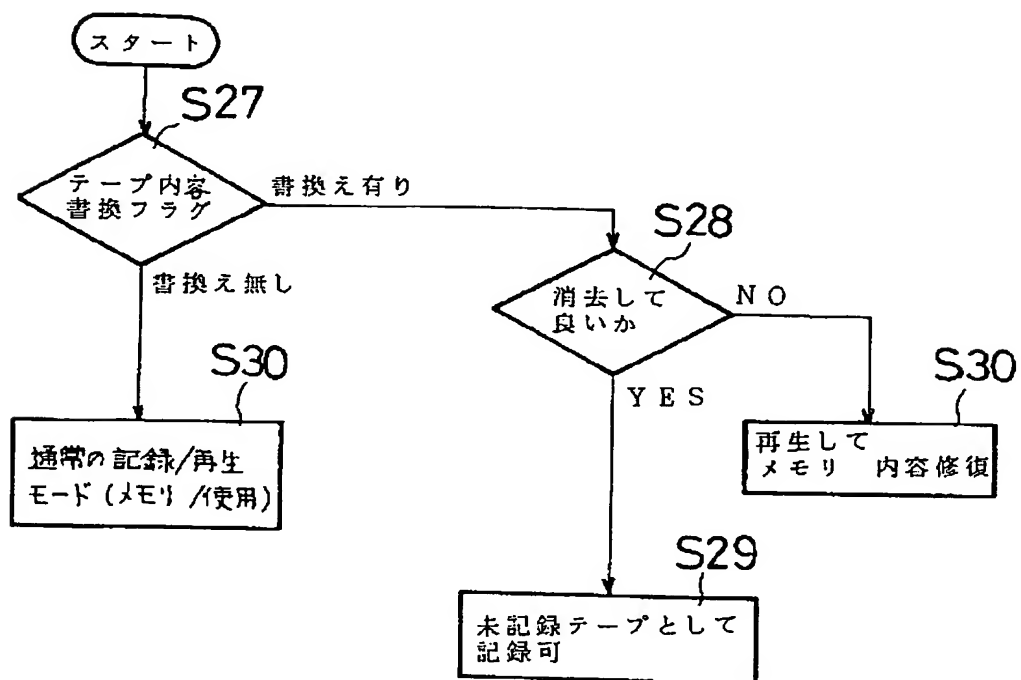 スタート
S27
テープ内容
書換フラグ
書換え有り
S28
消去して
良いか
NO
書換え無し
YES
S30
通常の記録/再生
モード(メモリ/使用)
S30
再生して
メモリ 内容修復
S29
未記録テープとして
記録可